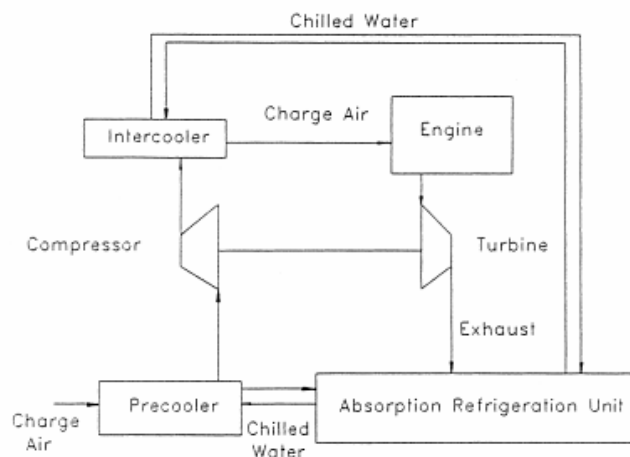 Chilled Water
Charge Air
Engine
Intercooler
Compressor
Turbine
Exhaust
Precooler
Absorption Refrigeration Unit
Charge
Air
Chilled
Water